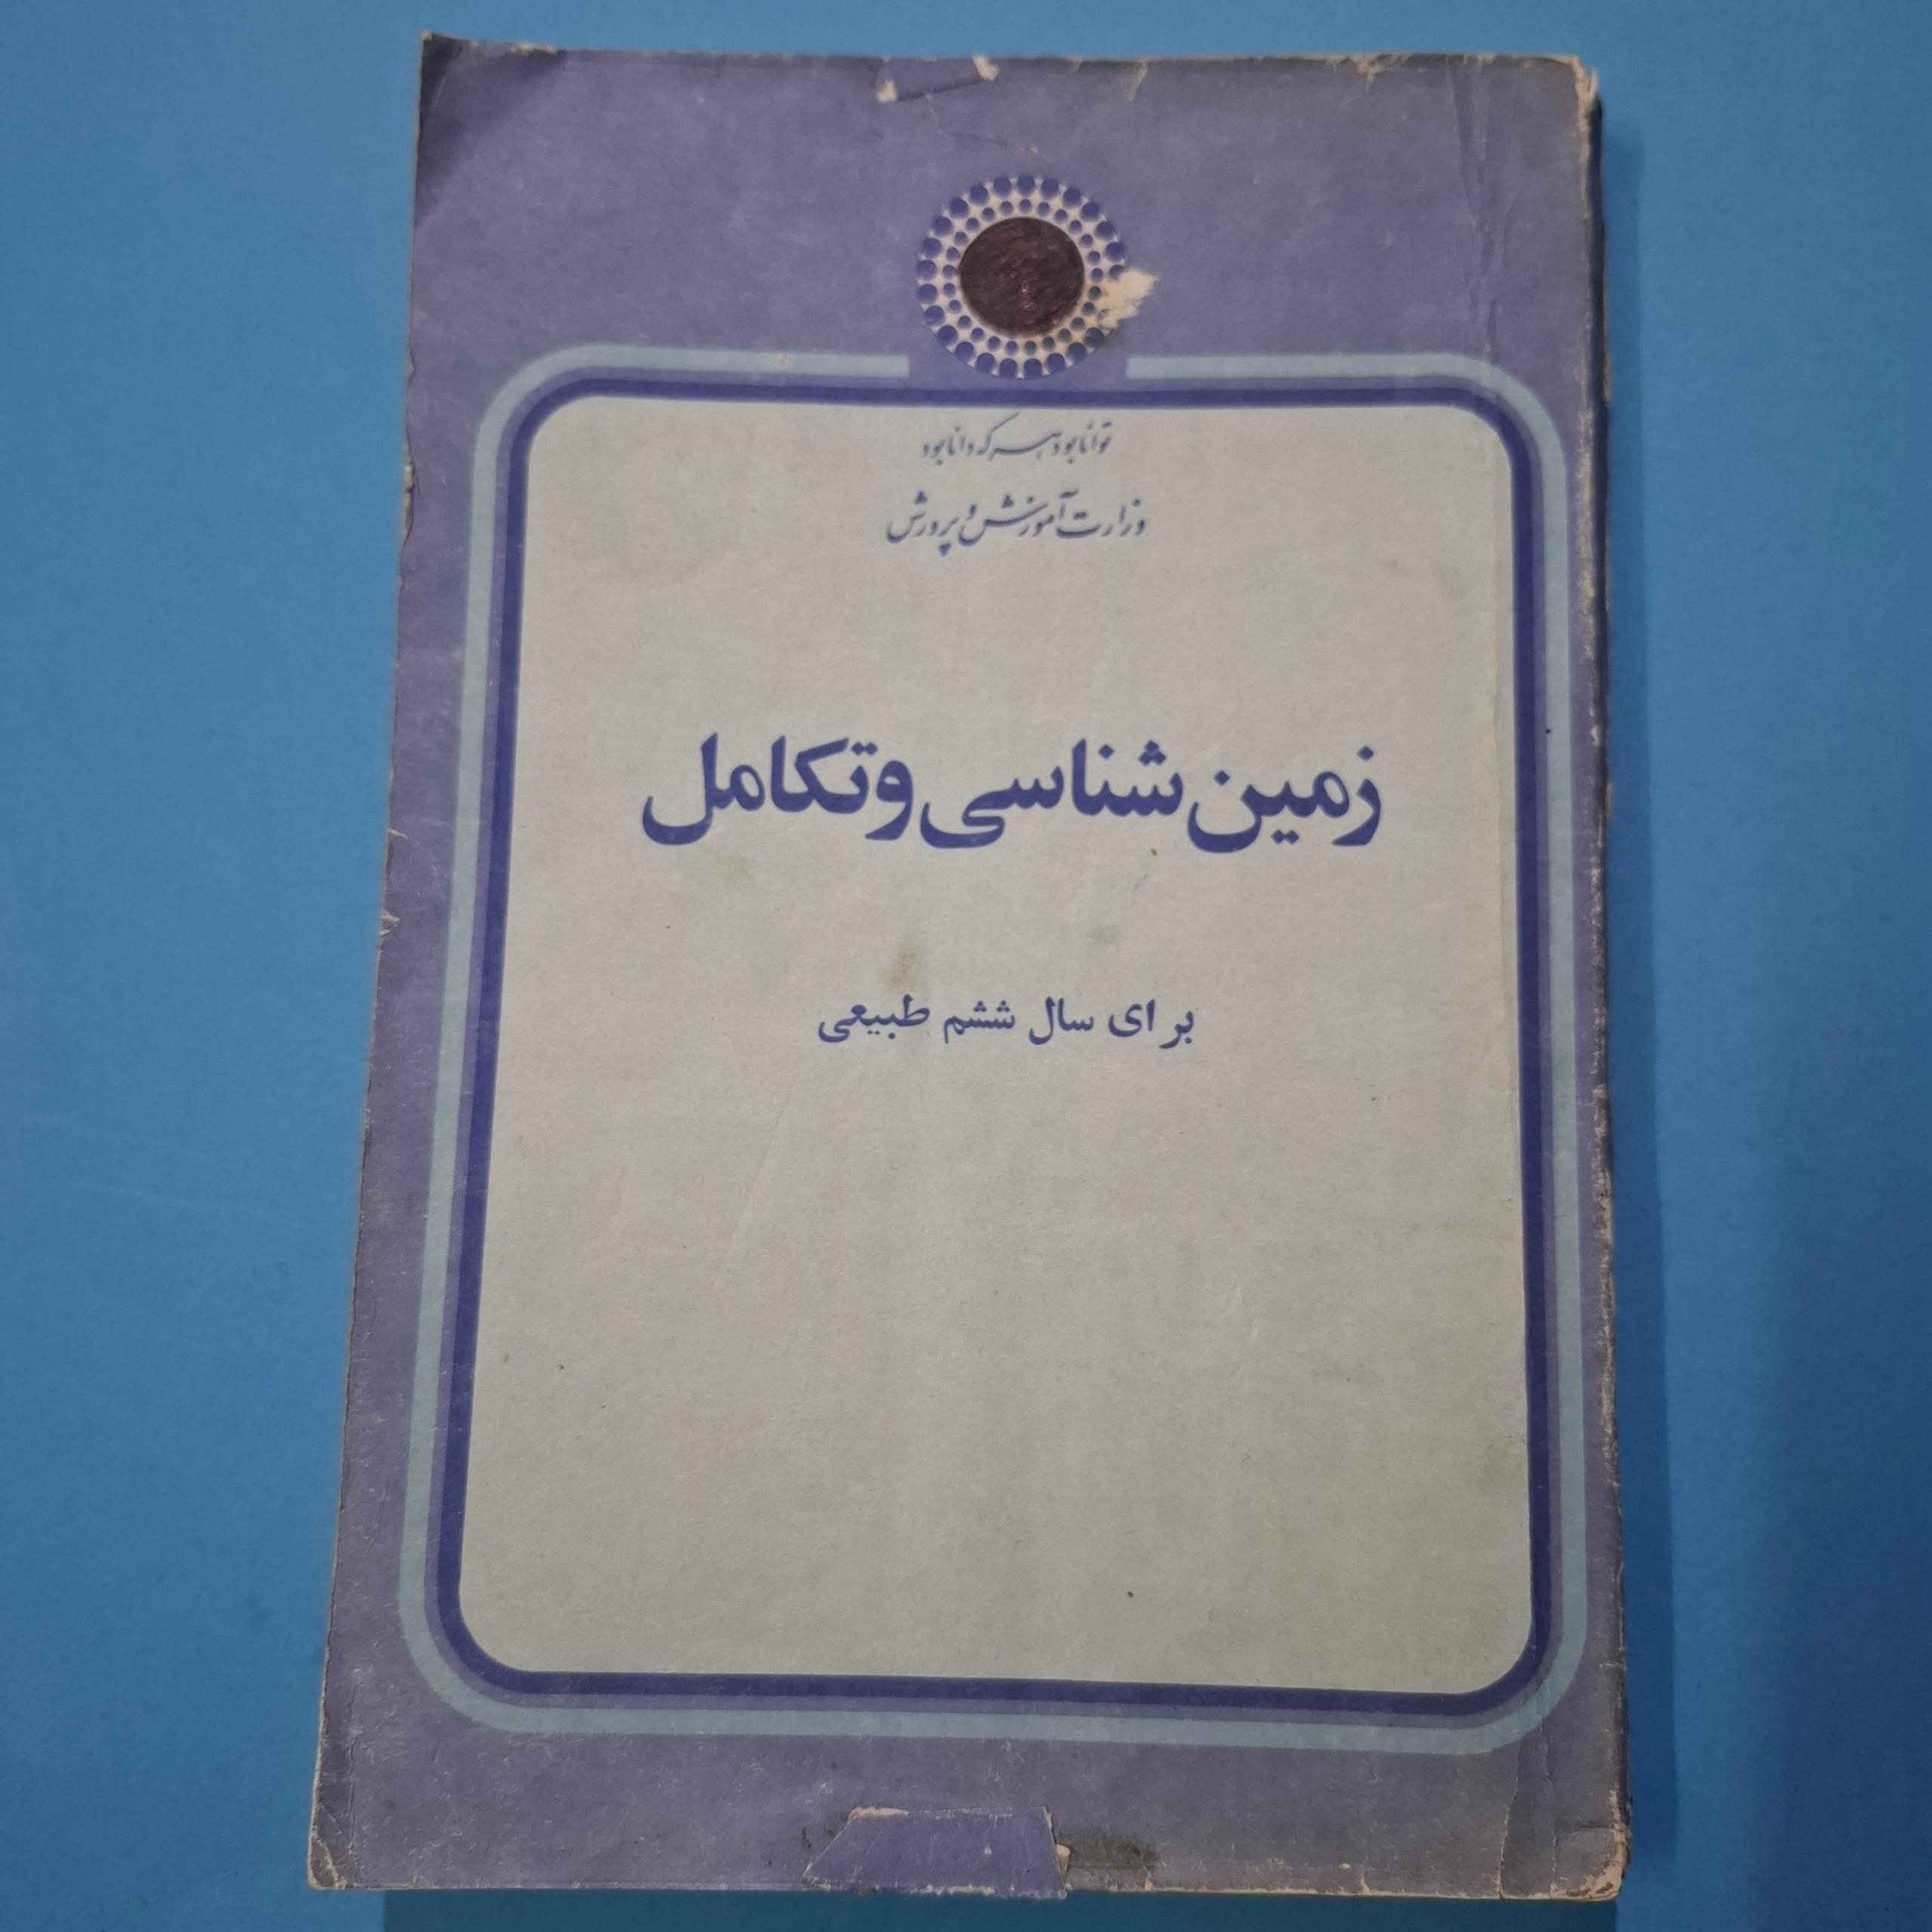 توانا بود هر که دانا بود
وزارت آموزش و پرورش
زمین شناسی و تکامل
برای سال ششم طبیعی